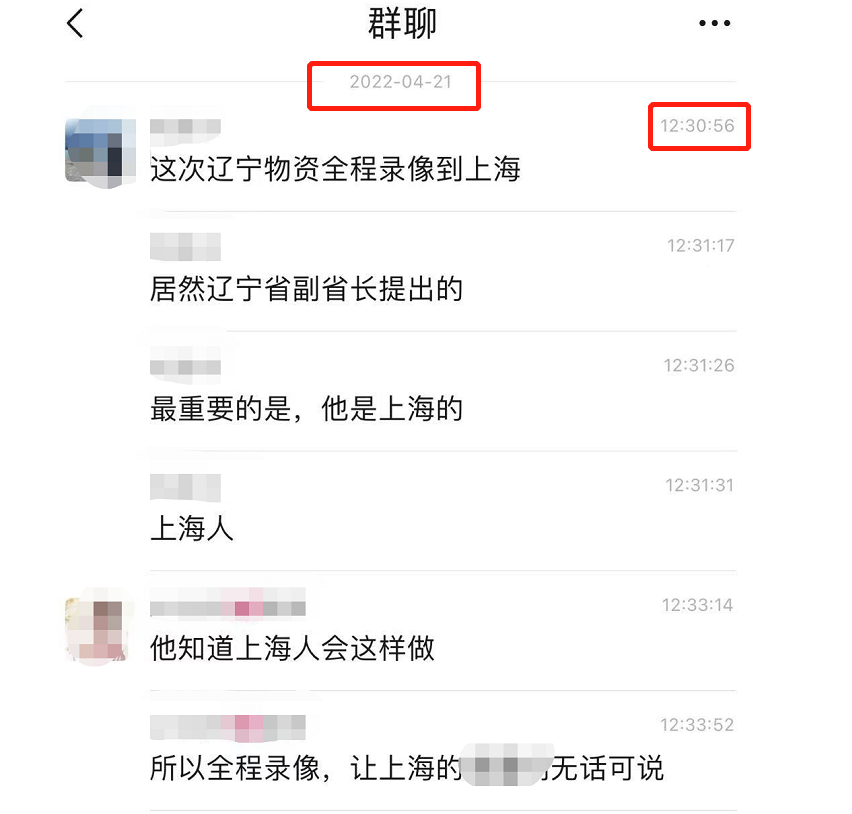 群聊
2022-04-21
12:30:56
这次辽宁物资全程录像到上海
12:31:17
居然辽宁省副省长提出的
12:31:26
最重要的是，他是上海的
12:31:31
上海人
12:33:14
他知道上海人会这样做
12:33:52
所以全程录像，让上海的无话可说